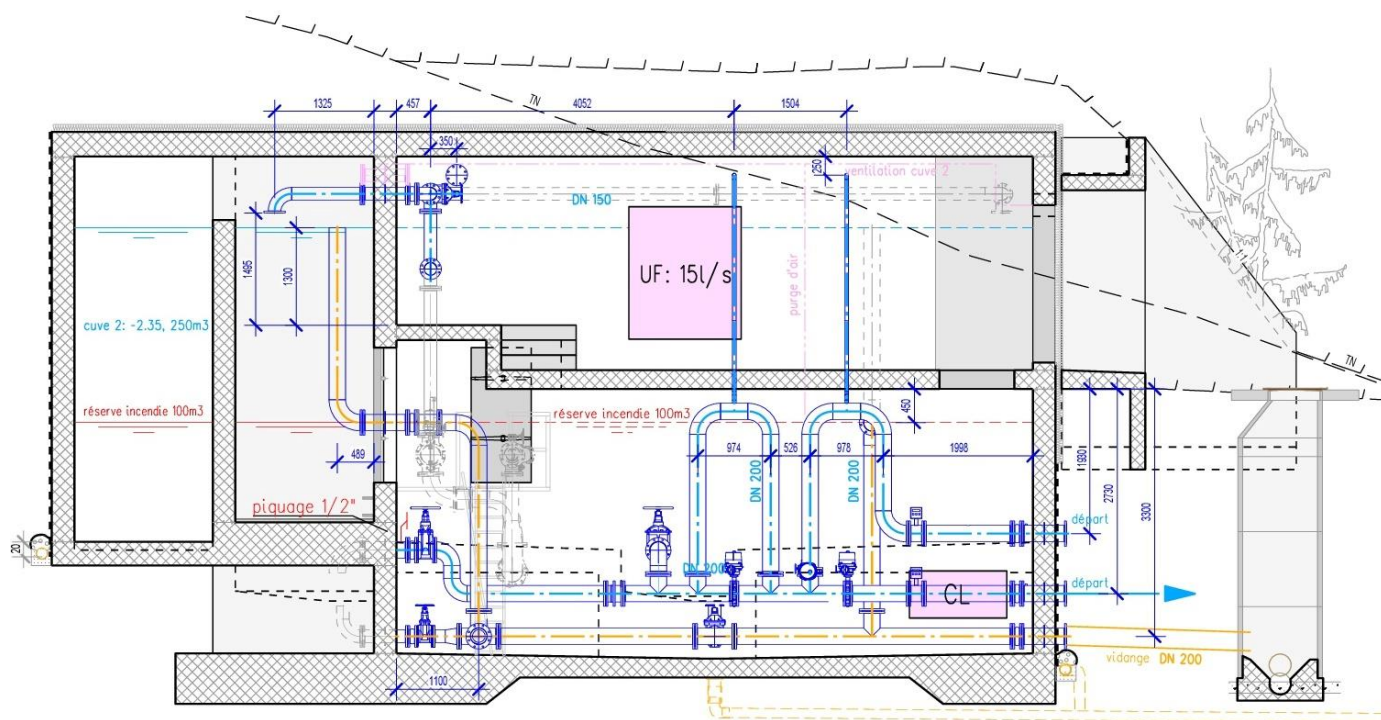 TN
1325
457
4052
1504
350
250
ventilation cuve 2
DN 150
UF: 15l/s
1495
1300
purge d'air
cuve 2: -2.35, 250m3
TN
réserve incendie 100m3
réserve incendie 100m3
450
489
974
526
978
1998
1930
2730
3300
DN 200
DN 200
piquage 1/2"
départ
20
DN 200
départ
CL
vidange DN 200
1100